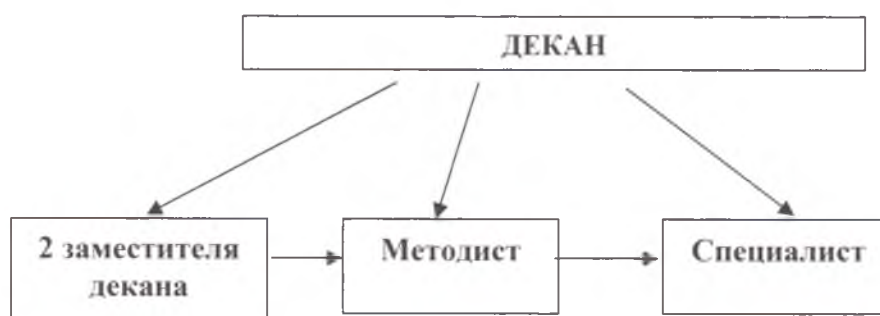 ДЕКАН
2 заместителя
декана
Методист
Специалист